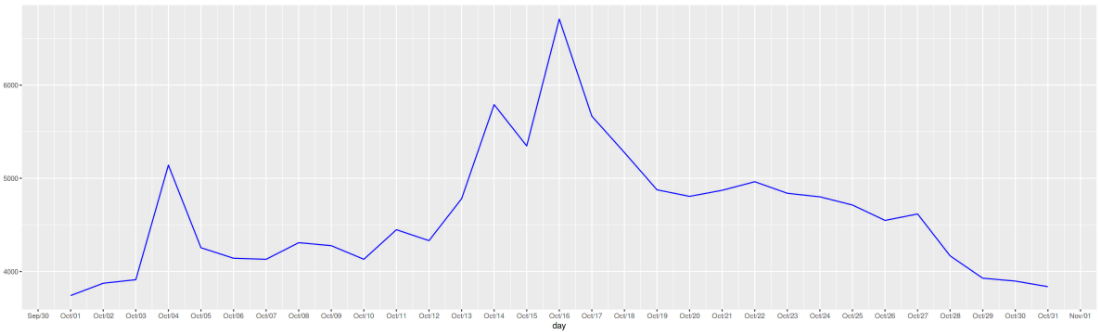 6000
5000
4000
Sep/30 Oct/01 Oct/02 Oct/03 Oct/04 Oct/05 Oct/06 Oct/07 Oct/08 Oct/09 Oct/10 Oct/11 Oct/12 Oct/13 Oct/14 Oct/15 Oct/16 Oct/17 Oct/18 Oct/19 Oct/20 Oct/21 Oct/22 Oct/23 Oct/24 Oct/25 Oct/26 Oct/27 Oct/28 Oct/29 Oct/30 Oct/31 Nov/01
day